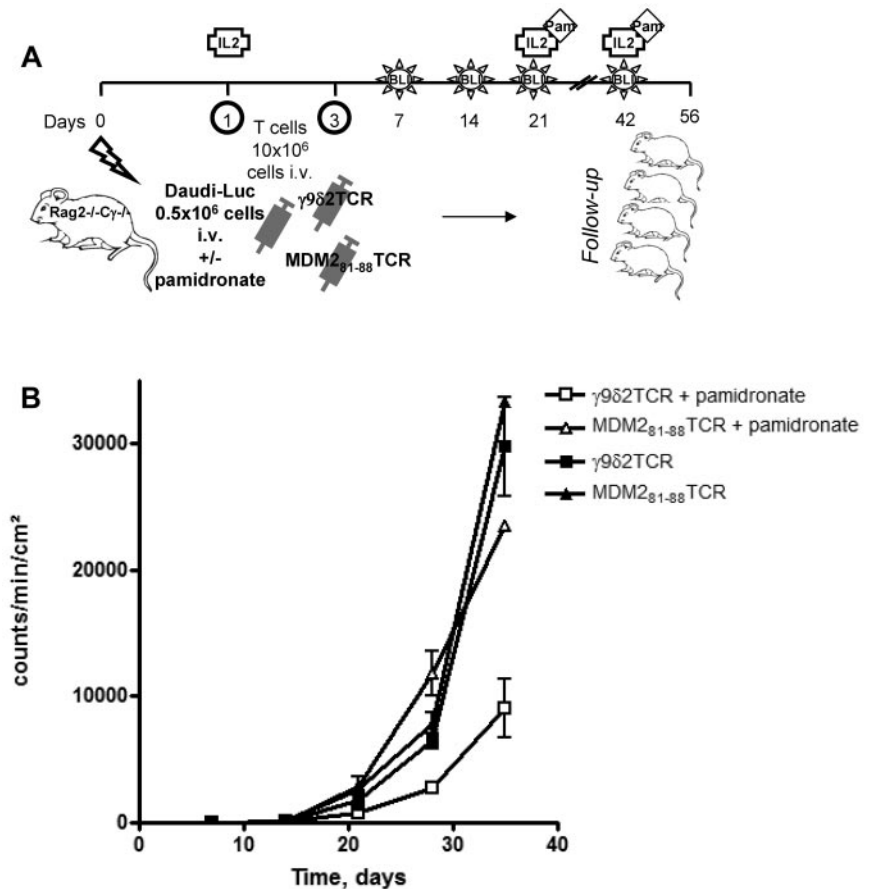 A
IL2
IL2 Pam
IL2 Pam
BLI BLI BLI BLI
Days 0 1 3 7 14 21 42 56
T cells
10x10⁶
cells i.v.
Rag2-/-Cγ-/-
Daudi-Luc
0.5x10⁶ cells
i.v.
+/-
pamidronate
γ9δ2TCR
MDM2₈₁₋₈₈TCR
Follow-up
B
counts/min/cm²
30000
20000
10000
0
0 10 20 30 40
Time, days
γ9δ2TCR + pamidronate
MDM2₈₁₋₈₈TCR + pamidronate
γ9δ2TCR
MDM2₈₁₋₈₈TCR